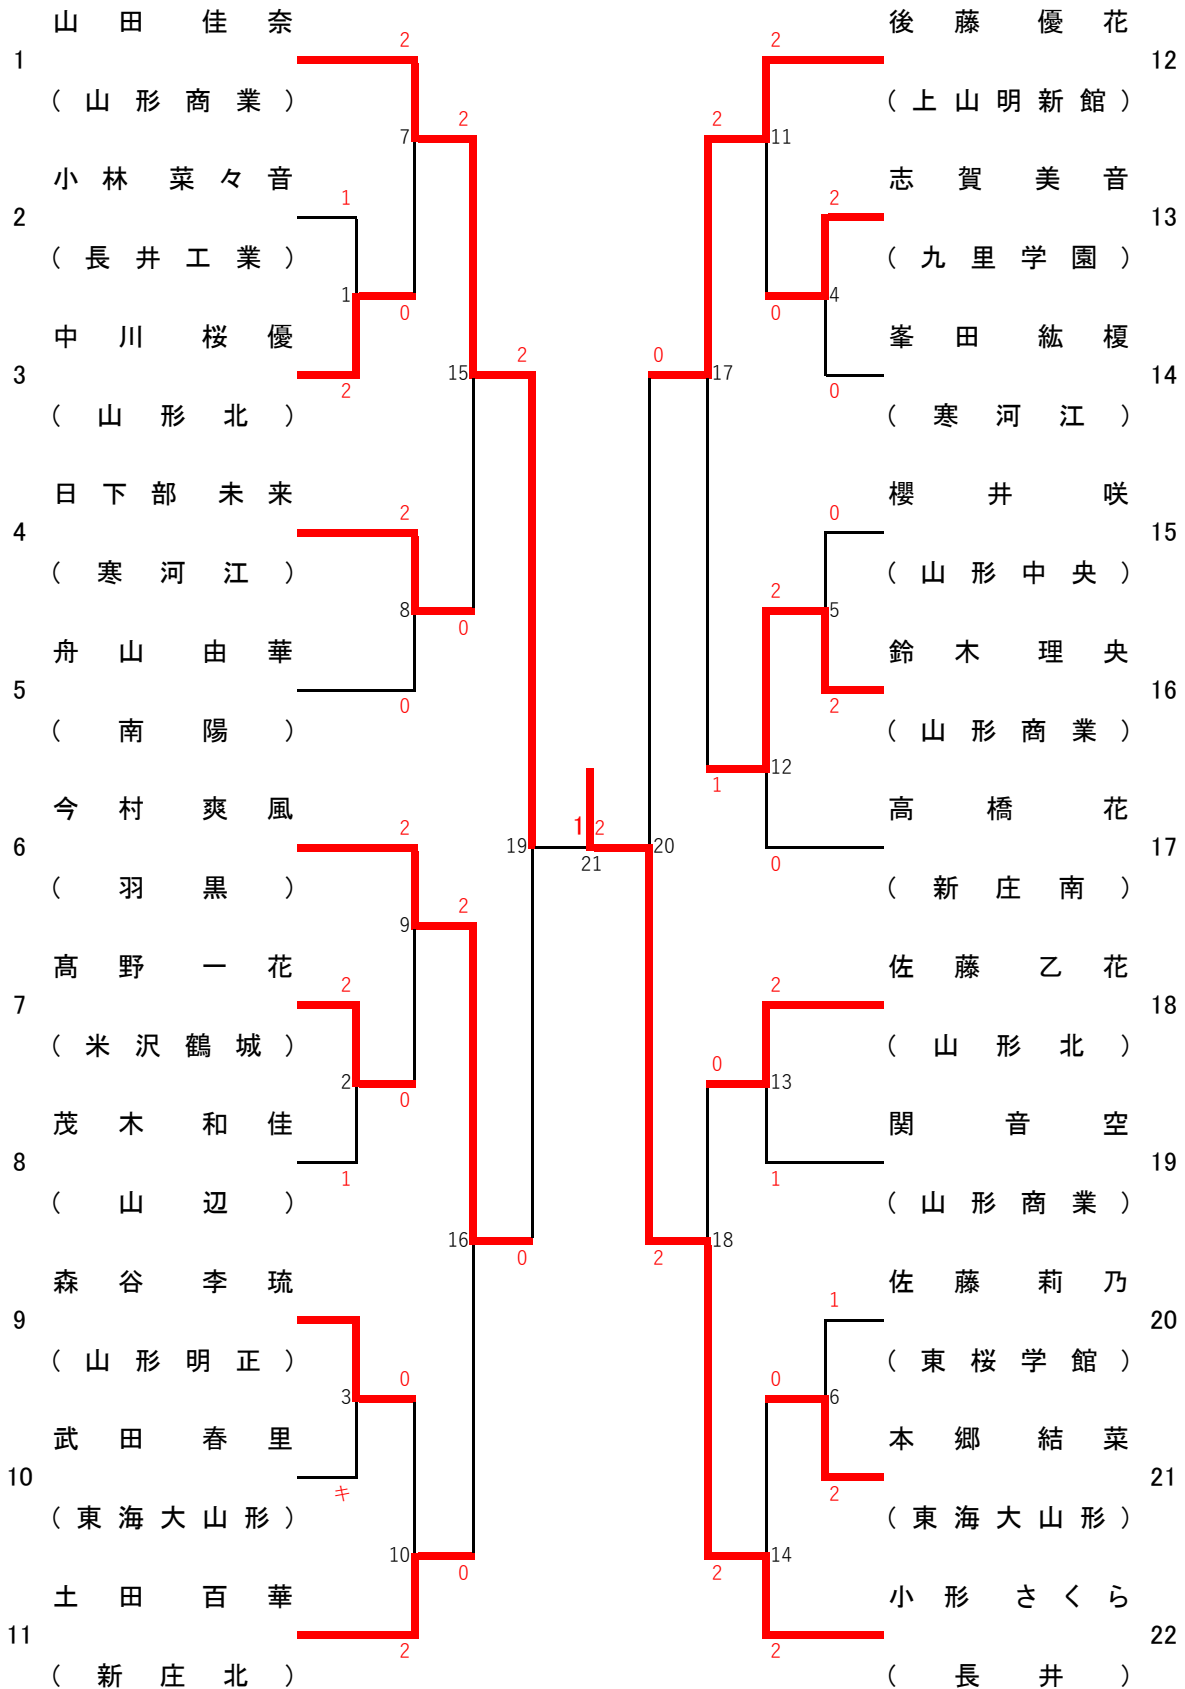 山田 佳奈
1
(山形商業)
小林 菜々音
2
(長井工業)
中川 桜優
3
(山形北)
日下部 未来
4
(寒河江)
舟山 由華
5
(南陽)
今村 爽風
6
(羽黒)
髙野 一花
7
(米沢鶴城)
茂木 和佳
8
(山辺)
森谷 李琉
9
(山形明正)
武田 春里
10
(東海大山形)
土田 百華
11
(新庄北)
2
7
2
1
1
0
2
15
2
2
8
0
0
2
9
2
2
2
0
1
16
0
0
3
キ
10
0
2
19
1
2
21
20
2
11
2
2
4
0
0
0
17
0
2
5
2
12
1
0
2
0
13
1
2
18
1
0
6
2
14
2
2
後藤 優花
12
(上山明新館)
志賀 美音
13
(九里学園)
峯田 紘榎
14
(寒河江)
櫻井 咲
15
(山形中央)
鈴木 理央
16
(山形商業)
高橋 花
17
(新庄南)
佐藤 乙花
18
(山形北)
関 音空
19
(山形商業)
佐藤 莉乃
20
(東桜学館)
本郷 結菜
21
(東海大山形)
小形 さくら
22
(長井)